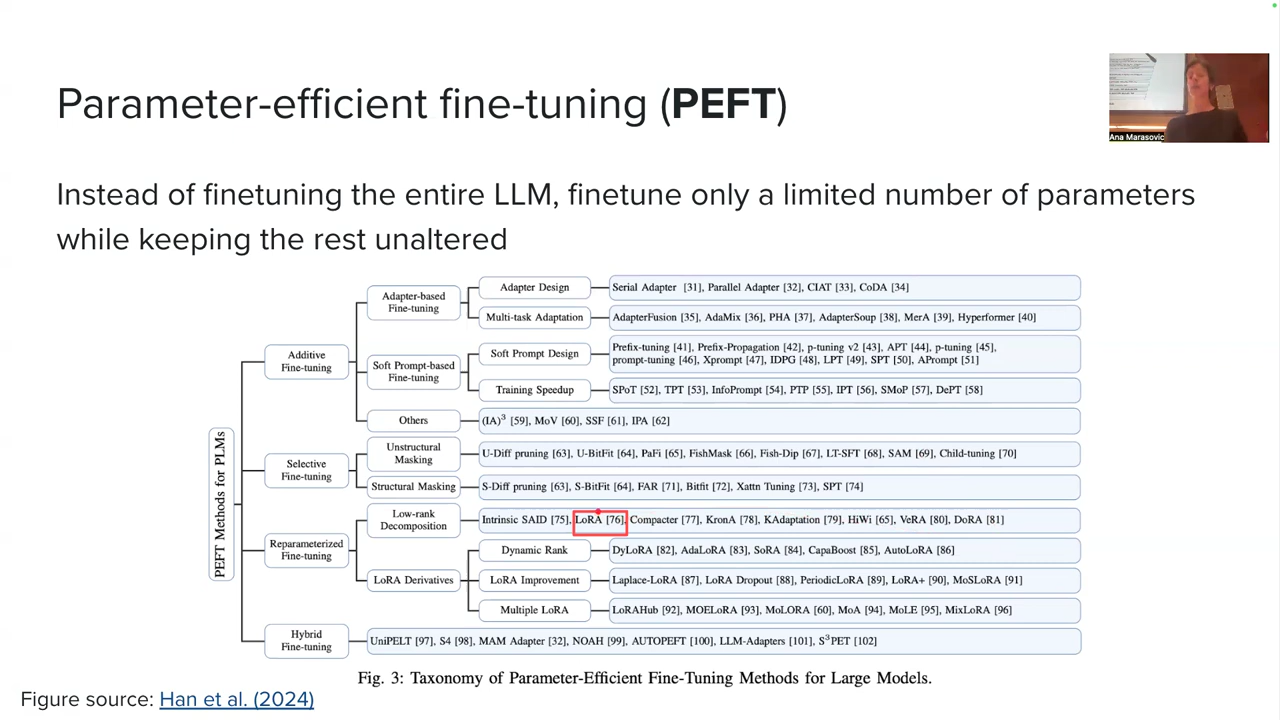 Parameter-efficient fine-tuning (PEFT)
Ana Marasovic
Instead of finetuning the entire LLM, finetune only a limited number of parameters
while keeping the rest unaltered
PEFT Methods for PLMs
Additive
Fine-tuning
Adapter-based
Fine-tuning
Adapter Design
Serial Adapter [31], Parallel Adapter [32], CIAT [33], CoDA [34]
Multi-task Adaptation
AdapterFusion [35], AdaMix [36], PHA [37], AdapterSoup [38], MerA [39], Hyperformer [40]
Soft Prompt-based
Fine-tuning
Soft Prompt Design
Prefix-tuning [41], Prefix-Propagation [42], p-tuning v2 [43], APT [44], p-tuning [45],
prompt-tuning [46], Xprompt [47], IDPG [48], LPT [49], SPT [50], APrompt [51]
Training Speedup
SPoT [52], TPT [53], InfoPrompt [54], PTP [55], IPT [56], SMoP [57], DePT [58]
Others
(IA)³ [59], MoV [60], SSF [61], IPA [62]
Selective
Fine-tuning
Unstructural
Masking
U-Diff pruning [63], U-BitFit [64], PaFi [65], FishMask [66], Fish-Dip [67], LT-SFT [68], SAM [69], Child-tuning [70]
Structural Masking
S-Diff pruning [63], S-BitFit [64], FAR [71], Bitfit [72], Xattn Tuning [73], SPT [74]
Reparameterized
Fine-tuning
Low-rank
Decomposition
Intrinsic SAID [75], LoRA [76], Compacter [77], KronA [78], KAdaptation [79], HiWi [65], VeRA [80], DoRA [81]
LoRA Derivatives
Dynamic Rank
DyLoRA [82], AdaLoRA [83], SoRA [84], CapaBoost [85], AutoLoRA [86]
LoRA Improvement
Laplace-LoRA [87], LoRA Dropout [88], PeriodicLoRA [89], LoRA+ [90], MoSLoRA [91]
Multiple LoRA
LoRAHub [92], MOELoRA [93], MoLORA [60], MoA [94], MoLE [95], MixLoRA [96]
Hybrid
Fine-tuning
UniPELT [97], S4 [98], MAM Adapter [32], NOAH [99], AUTOPEFT [100], LLM-Adapters [101], S³PET [102]
Fig. 3: Taxonomy of Parameter-Efficient Fine-Tuning Methods for Large Models.
Figure source: Han et al. (2024)